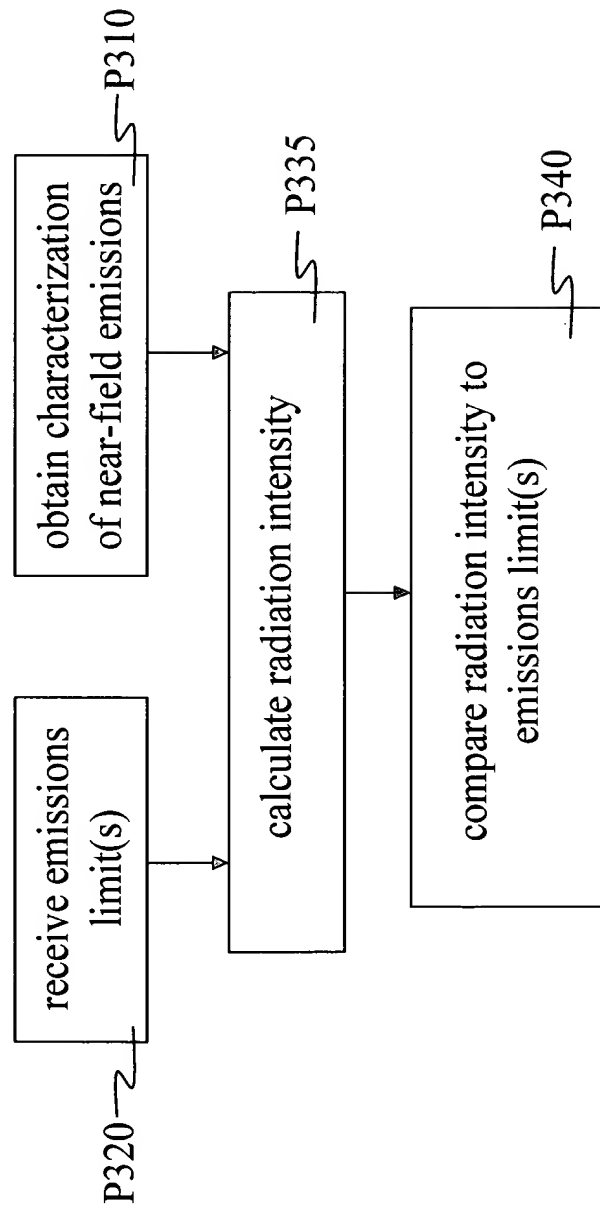 P320
receive emissions
limit(s)
obtain characterization
of near-field emissions
P310
calculate radiation intensity
P335
compare radiation intensity to
emissions limit(s)
P340